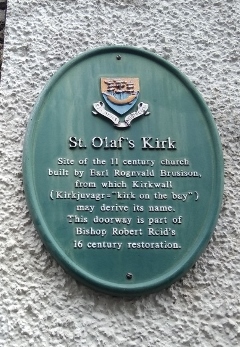 St. Olaf's Kirk
Site of the 11 century church
built by Earl Rognvald Brusison,
from which Kirkwall
(Kirkjuvagr="kirk on the bay")
may derive its name.
This doorway is part of
Bishop Robert Reid's
16 century restoration.